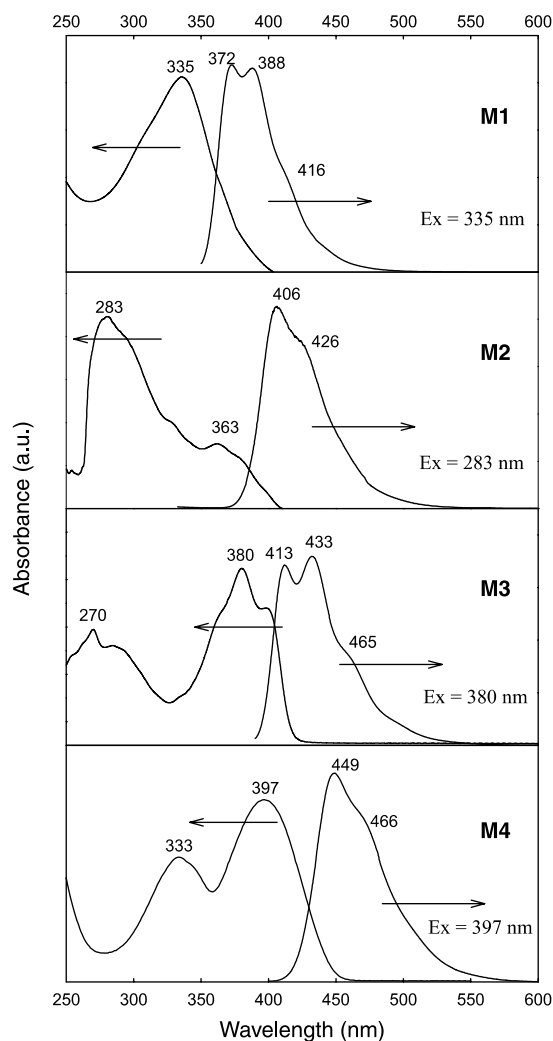 250 300 350 400 450 500 550 600
335 372 388
M1
416
Ex = 335 nm
283 406
426
M2
363
Ex = 283 nm
Absorbance (a.u.)
270 380 413 433
M3
465
Ex = 380 nm
333 397 449
466
M4
Ex = 397 nm
250 300 350 400 450 500 550 600
Wavelength (nm)